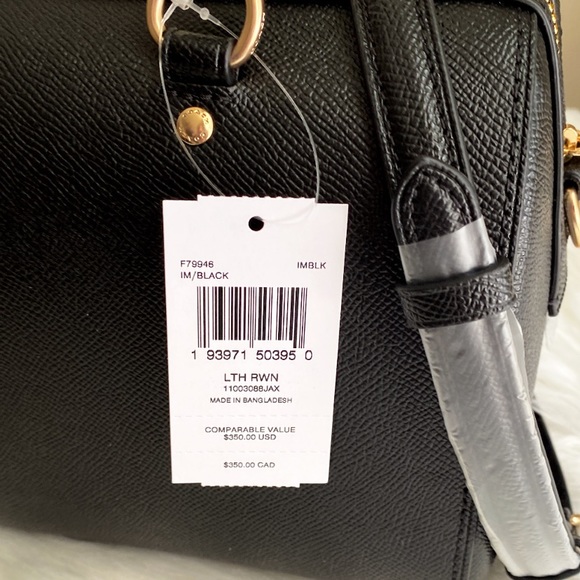 F79946 IMBLK
IM/BLACK
1 93971 50395 0
LTH RWN
11003088JAX
MADE IN BANGLADESH
COMPARABLE VALUE
$350.00 USD
$350.00 CAD